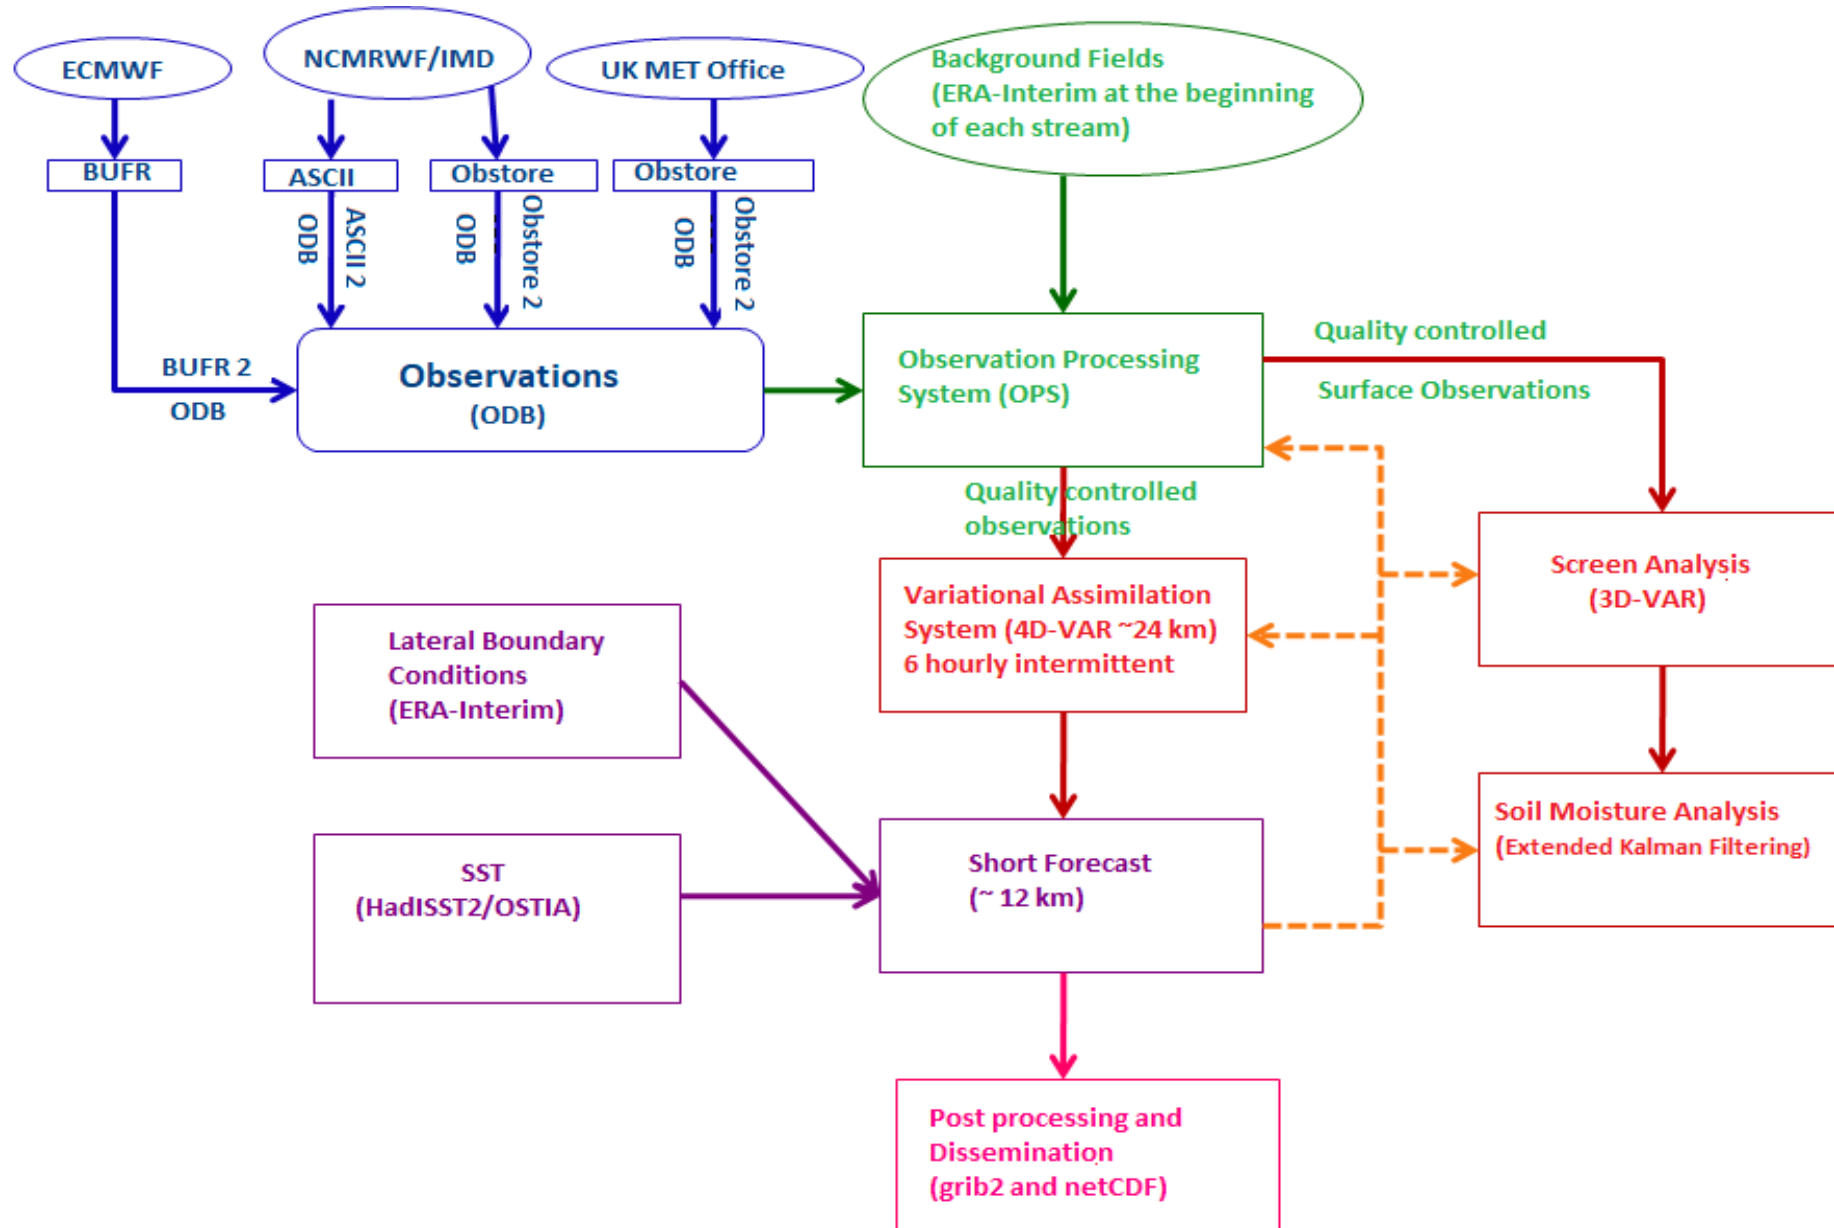 ECMWF
NCMRWF/IMD
UK MET Office
Background Fields
(ERA-Interim at the beginning
of each stream)
BUFR
ASCII
Obstore
Obstore
ASCII 2
ODB
Obstore 2
ODB
Obstore 2
ODB
BUFR 2
ODB
Observations
(ODB)
Observation Processing
System (OPS)
Quality controlled
Surface Observations
Quality controlled
observations
Screen Analysis
(3D-VAR)
Variational Assimilation
System (4D-VAR ~24 km)
6 hourly intermittent
Lateral Boundary
Conditions
(ERA-Interim)
Soil Moisture Analysis
(Extended Kalman Filtering)
SST
(HadISST2/OSTIA)
Short Forecast
(~ 12 km)
Post processing and
Dissemination
(grib2 and netCDF)